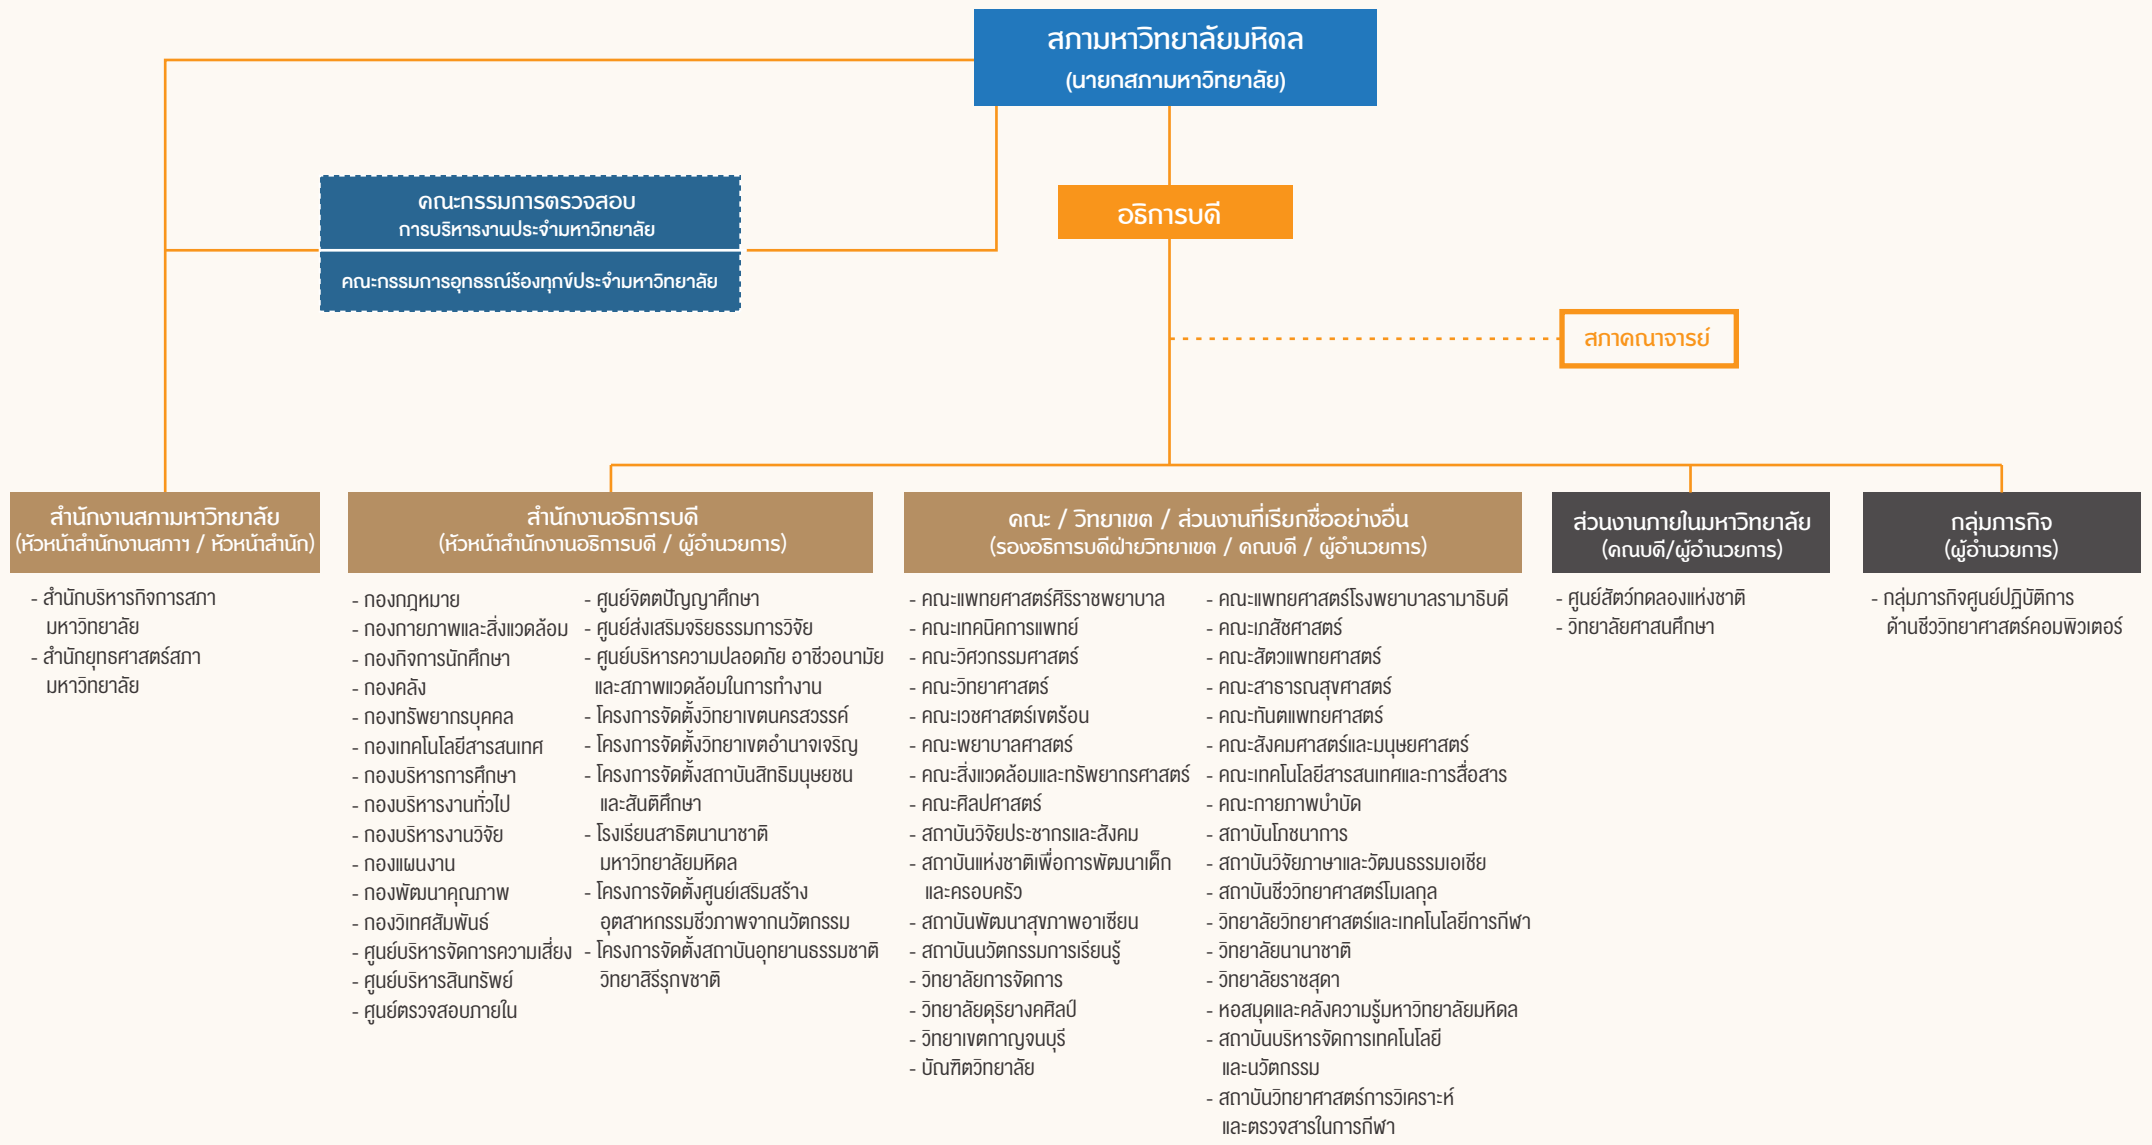 สภามหาวิทยาลัยมหิดล
(นายกสภามหาวิทยาลัย)
คณะกรรมการตรวจสอบ
การบริหารงานประจำมหาวิทยาลัย
คณะกรรมการอุทธรณ์ร้องทุกข์ประจำมหาวิทยาลัย
อธิการบดี
สภาคณาจารย์
สำนักงานสภามหาวิทยาลัย
(หัวหน้าสำนักงานสภาฯ / หัวหน้าสำนัก)
- สำนักบริหารกิจการสภา
มหาวิทยาลัย
- สำนักยุทธศาสตร์สภา
มหาวิทยาลัย
สำนักงานอธิการบดี
(หัวหน้าสำนักงานอธิการบดี / ผู้อำนวยการ)
- กองกฎหมาย
- กองกายภาพและสิ่งแวดล้อม
- กองกิจการนักศึกษา
- กองคลัง
- กองทรัพยากรบุคคล
- กองเทคโนโลยีสารสนเทศ
- กองบริหารการศึกษา
- กองบริหารงานทั่วไป
- กองบริหารงานวิจัย
- กองแผนงาน
- กองพัฒนาคุณภาพ
- กองวิเทศสัมพันธ์
- ศูนย์บริหารจัดการความเสี่ยง
- ศูนย์บริหารสินทรัพย์
- ศูนย์ตรวจสอบภายใน
- ศูนย์จิตตปัญญาศึกษา
- ศูนย์ส่งเสริมจริยธรรมการวิจัย
- ศูนย์บริหารความปลอดภัย อาชีวอนามัย
และสภาพแวดล้อมในการทำงาน
- โครงการจัดตั้งวิทยาเขตนครสวรรค์
- โครงการจัดตั้งวิทยาเขตอำนาจเจริญ
- โครงการจัดตั้งสถาบันสิทธิมนุษยชน
และสันติศึกษา
- โรงเรียนสาธิตนานาชาติ
มหาวิทยาลัยมหิดล
- โครงการจัดตั้งศูนย์เสริมสร้าง
อุตสาหกรรมชีวภาพจากนวัตกรรม
- โครงการจัดตั้งสถาบันอุทยานธรรมชาติ
วิทยาสิรีรุกขชาติ
คณะ / วิทยาเขต / ส่วนงานที่เรียกชื่ออย่างอื่น
(รองอธิการบดีฝ่ายวิทยาเขต / คณบดี / ผู้อำนวยการ)
- คณะแพทยศาสตร์ศิริราชพยาบาล
- คณะเทคนิคการแพทย์
- คณะวิศวกรรมศาสตร์
- คณะวิทยาศาสตร์
- คณะเวชศาสตร์เขตร้อน
- คณะพยาบาลศาสตร์
- คณะสิ่งแวดล้อมและทรัพยากรศาสตร์
- คณะศิลปศาสตร์
- สถาบันวิจัยประชากรและสังคม
- สถาบันแห่งชาติเพื่อการพัฒนาเด็ก
และครอบครัว
- สถาบันพัฒนาสุขภาพอาเซียน
- สถาบันนวัตกรรมการเรียนรู้
- วิทยาลัยการจัดการ
- วิทยาลัยดุริยางคศิลป์
- วิทยาเขตกาญจนบุรี
- บัณฑิตวิทยาลัย
- คณะแพทยศาสตร์โรงพยาบาลรามาธิบดี
- คณะเภสัชศาสตร์
- คณะสัตวแพทยศาสตร์
- คณะสาธารณสุขศาสตร์
- คณะทันตแพทยศาสตร์
- คณะสังคมศาสตร์และมนุษยศาสตร์
- คณะเทคโนโลยีสารสนเทศและการสื่อสาร
- คณะกายภาพบำบัด
- สถาบันโภชนาการ
- สถาบันวิจัยภาษาและวัฒนธรรมเอเชีย
- สถาบันชีววิทยาศาสตร์โมเลกุล
- วิทยาลัยวิทยาศาสตร์และเทคโนโลยีการกีฬา
- วิทยาลัยนานาชาติ
- วิทยาลัยราชสุดา
- หอสมุดและคลังความรู้มหาวิทยาลัยมหิดล
- สถาบันบริหารจัดการเทคโนโลยี
และนวัตกรรม
- สถาบันวิทยาศาสตร์การวิเคราะห์
และตรวจสารในการกีฬา
ส่วนงานภายในมหาวิทยาลัย
(คณบดี/ผู้อำนวยการ)
- ศูนย์สัตว์ทดลองแห่งชาติ
- วิทยาลัยศาสนศึกษา
กลุ่มภารกิจ
(ผู้อำนวยการ)
- กลุ่มภารกิจศูนย์ปฏิบัติการ
ด้านชีววิทยาศาสตร์คอมพิวเตอร์